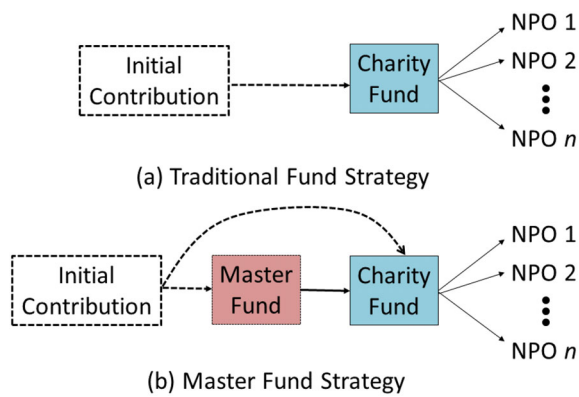 Initial
Contribution
Charity
Fund
NPO 1
NPO 2
NPO n
(a) Traditional Fund Strategy
Initial
Contribution
Master
Fund
Charity
Fund
NPO 1
NPO 2
NPO n
(b) Master Fund Strategy